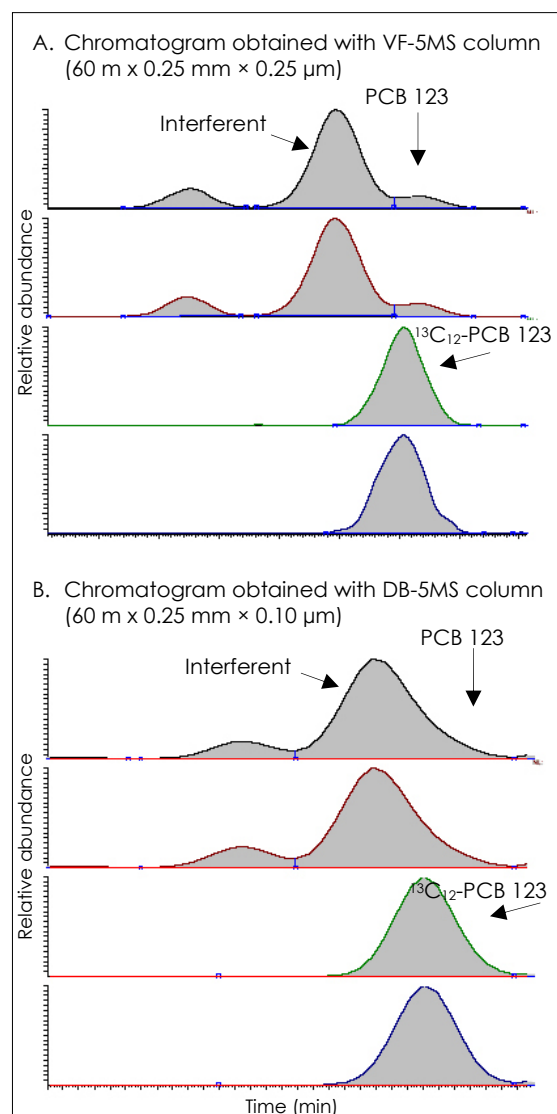 A. Chromatogram obtained with VF-5MS column
(60 m x 0.25 mm × 0.25 µm)
PCB 123
Interferent
¹³C₁₂-PCB 123
Relative abundance
B. Chromatogram obtained with DB-5MS column
(60 m x 0.25 mm × 0.10 µm)
PCB 123
Interferent
¹³C₁₂-PCB 123
Relative abundance
Time (min)